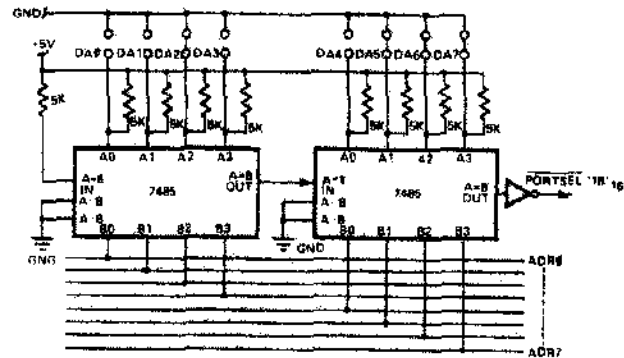 GND
+5V
DA0 DA1 DA2 DA3 DA4 DA5 DA6 DA7
5K 5K 5K 5K 5K 5K 5K 5K 5K
A0 A1 A2 A3 A0 A1 A2 A3
A=B IN 7485 A=B OUT
A=B IN 7485 A=B OUT
PORTSEL
16
A B
A B
A B
A B
B0 B1 B2 B3 B0 B1 B2 B3
GND
GND
ADR0
ADR7